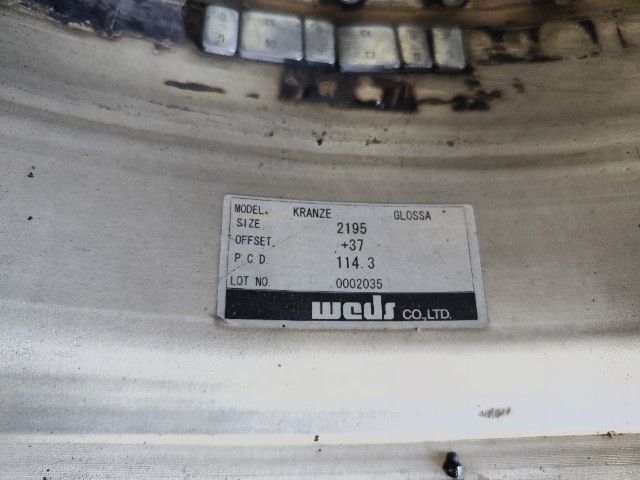 MODEL. KRANZE GLOSSA
SIZE 2195
OFFSET. +37
P.C.D. 114.3
LOT NO 0002035
weds CO.,LTD.